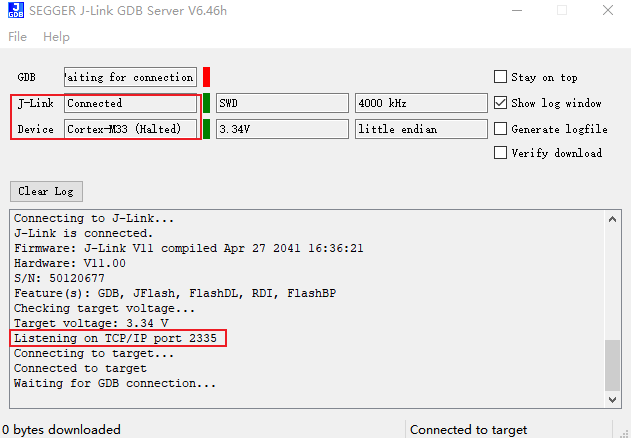 SEGGER J-Link GDB Server V6.46h
File Help
GDB 'aiting for connection Stay on top
J-Link Connected SWD 4000 kHz Show log window
Device Cortex-M33 (Halted) 3.34V little endian Generate logfile
Verify download
Clear Log
Connecting to J-Link...
J-Link is connected.
Firmware: J-Link V11 compiled Apr 27 2041 16:36:21
Hardware: V11.00
S/N: 50120677
Feature(s): GDB, JFlash, FlashDL, RDI, FlashBP
Checking target voltage...
Target voltage: 3.34 V
Listening on TCP/IP port 2335
Connecting to target...
Connected to target
Waiting for GDB connection...
0 bytes downloaded Connected to target